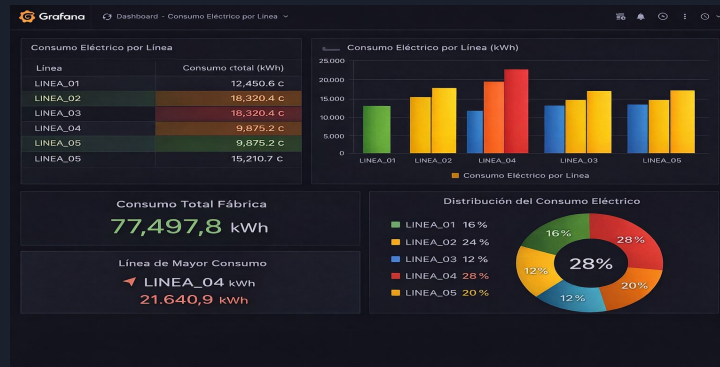 Grafana
Dashboard - Consumo Eléctrico por Línea
Consumo Eléctrico por Línea
Línea Consumo ctotal (kWh)
LINEA_01 12,450.6 c
LINEA_02 18,320.4 c
LINEA_03 18,320.4 c
LINEA_04 9,875.2 c
LINEA_05 9,875.2 c
LINEA_05 15,210.7 c
Consumo Eléctrico por Línea (kWh)
25.000
20.000
15.000
10.000
5.000
0
LINEA_01 LINEA_02 LINEA_04 LINEA_03 LINEA_05
Consumo Eléctrico por Línea
Consumo Total Fábrica
77,497,8 kWh
Línea de Mayor Consumo
LINEA_04 kWh
21.640,9 kWh
Distribución del Consumo Eléctrico
LINEA_01 16%
LINEA_02 24%
LINEA_03 12%
LINEA_04 28%
LINEA_05 20%
16%
28%
12%
28%
20%
12%